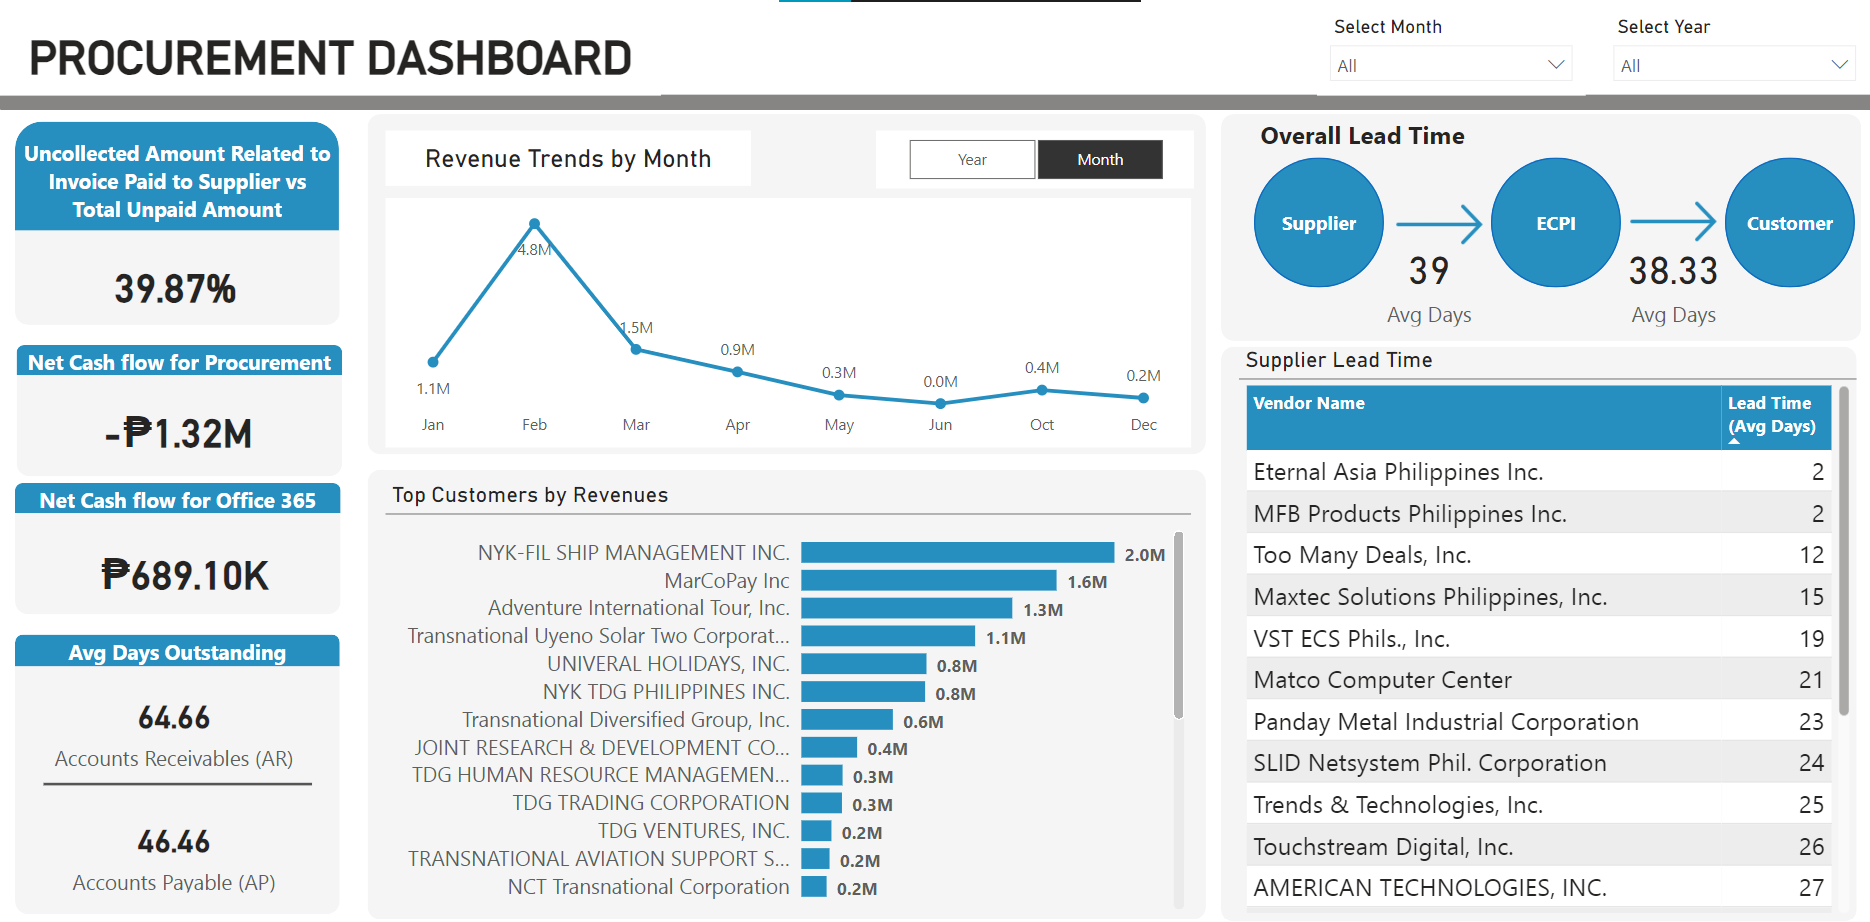 PROCUREMENT DASHBOARD
Select Month
All
Select Year
All
Uncollected Amount Related to
Invoice Paid to Supplier vs
Total Unpaid Amount
39.87%
Net Cash flow for Procurement
-₱1.32M
Net Cash flow for Office 365
₱689.10K
Avg Days Outstanding
64.66
Accounts Receivables (AR)
46.46
Accounts Payable (AP)
Revenue Trends by Month
Year
Month
1.1M
4.8M
1.5M
0.9M
0.3M
0.0M
0.4M
0.2M
Jan
Feb
Mar
Apr
May
Jun
Oct
Dec
Top Customers by Revenues
NYK-FIL SHIP MANAGEMENT INC. 2.0M
MarCoPay Inc 1.6M
Adventure International Tour, Inc. 1.3M
Transnational Uyeno Solar Two Corporat... 1.1M
UNIVERAL HOLIDAYS, INC. 0.8M
NYK TDG PHILIPPINES INC. 0.8M
Transnational Diversified Group, Inc. 0.6M
JOINT RESEARCH & DEVELOPMENT CO... 0.4M
TDG HUMAN RESOURCE MANAGEMEN... 0.3M
TDG TRADING CORPORATION 0.3M
TDG VENTURES, INC. 0.2M
TRANSNATIONAL AVIATION SUPPORT S... 0.2M
NCT Transnational Corporation 0.2M
Overall Lead Time
Supplier
ECPI
Customer
39
Avg Days
38.33
Avg Days
Supplier Lead Time
Vendor Name
Lead Time
(Avg Days)
Eternal Asia Philippines Inc. 2
MFB Products Philippines Inc. 2
Too Many Deals, Inc. 12
Maxtec Solutions Philippines, Inc. 15
VST ECS Phils., Inc. 19
Matco Computer Center 21
Panday Metal Industrial Corporation 23
SLID Netsystem Phil. Corporation 24
Trends & Technologies, Inc. 25
Touchstream Digital, Inc. 26
AMERICAN TECHNOLOGIES, INC. 27